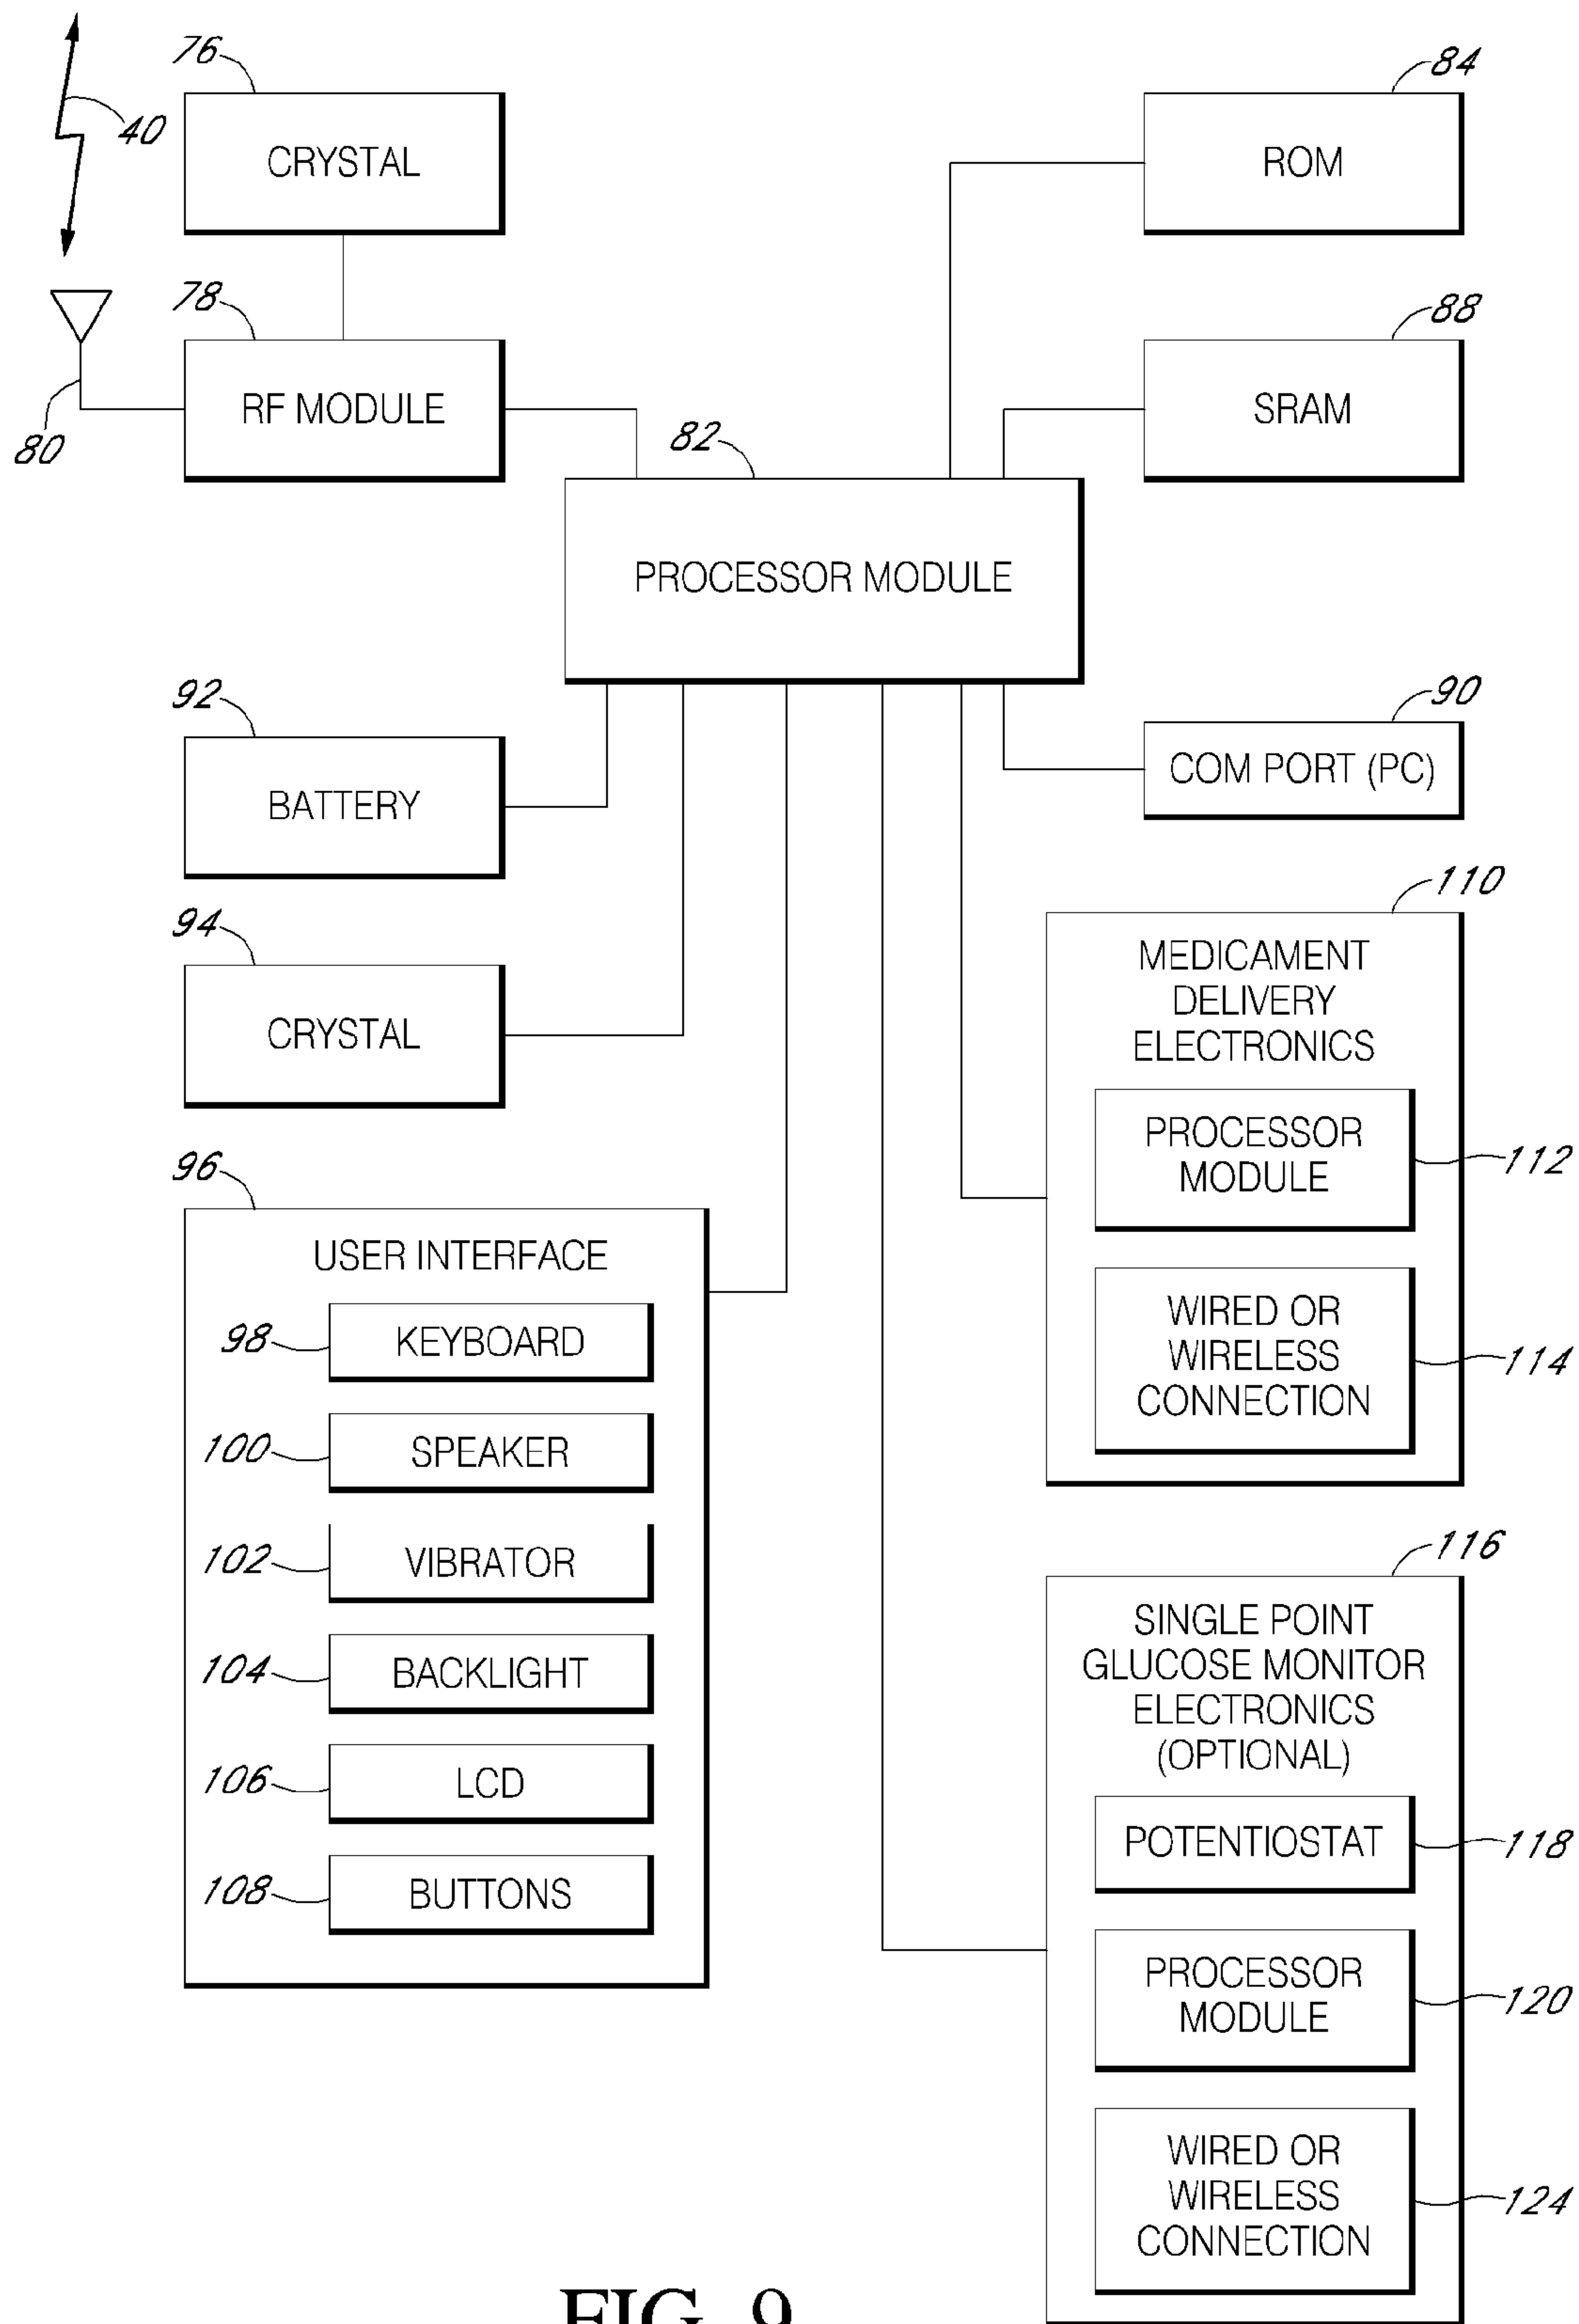 76
84
40
CRYSTAL
ROM
78
88
RF MODULE
SRAM
80
82
PROCESSOR MODULE
92
90
BATTERY
COM PORT (PC)
94
110
CRYSTAL
MEDICAMENT
DELIVERY
ELECTRONICS
PROCESSOR
MODULE
112
WIRED OR
WIRELESS
CONNECTION
114
96
USER INTERFACE
98
KEYBOARD
100
SPEAKER
102
VIBRATOR
104
BACKLIGHT
106
LCD
108
BUTTONS
116
SINGLE POINT
GLUCOSE MONITOR
ELECTRONICS
(OPTIONAL)
POTENTIOSTAT
118
PROCESSOR
MODULE
120
WIRED OR
WIRELESS
CONNECTION
124
FIG. 9